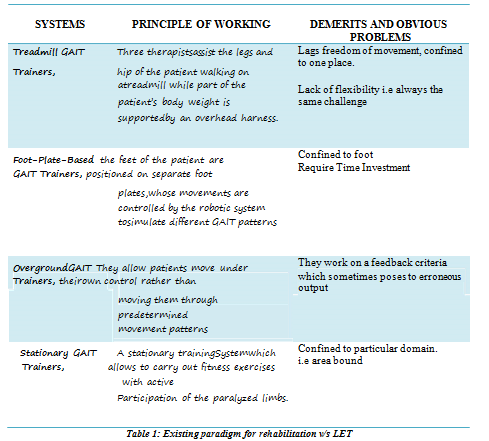 SYSTEMS PRINCIPLE OF WORKING DEMERITS AND OBVIOUS
PROBLEMS
Treadmill GAIT Three therapistsassist the legs and Lags freedom of movement, confined
to one place.
Trainers, hip of the patient walking on
atreadmill while part of the Lack of flexibility i.e always the
patient's body weight is same challenge
supportedby an overhead harness.
Foot-Plate-Based the feet of the patient are Confined to foot
GAIT Trainers, positioned on separate foot Require Time Investment
plates,whose movements are
controlled by the robotic system
tosimulate different GAIT patterns
OvergroundGAIT They allow patients move under They work on a feedback criteria
Trainers, theirown control rather than which sometimes poses to erroneous
moving them through output
predetermined
movement patterns
Stationary GAIT A stationary trainingSystemwhich Confined to particular domain.
Trainers, allows to carry out fitness exercises i.e area bound
with active
Participation of the paralyzed limbs.
Table 1: Existing paradigm for rehabilitation v/s LET